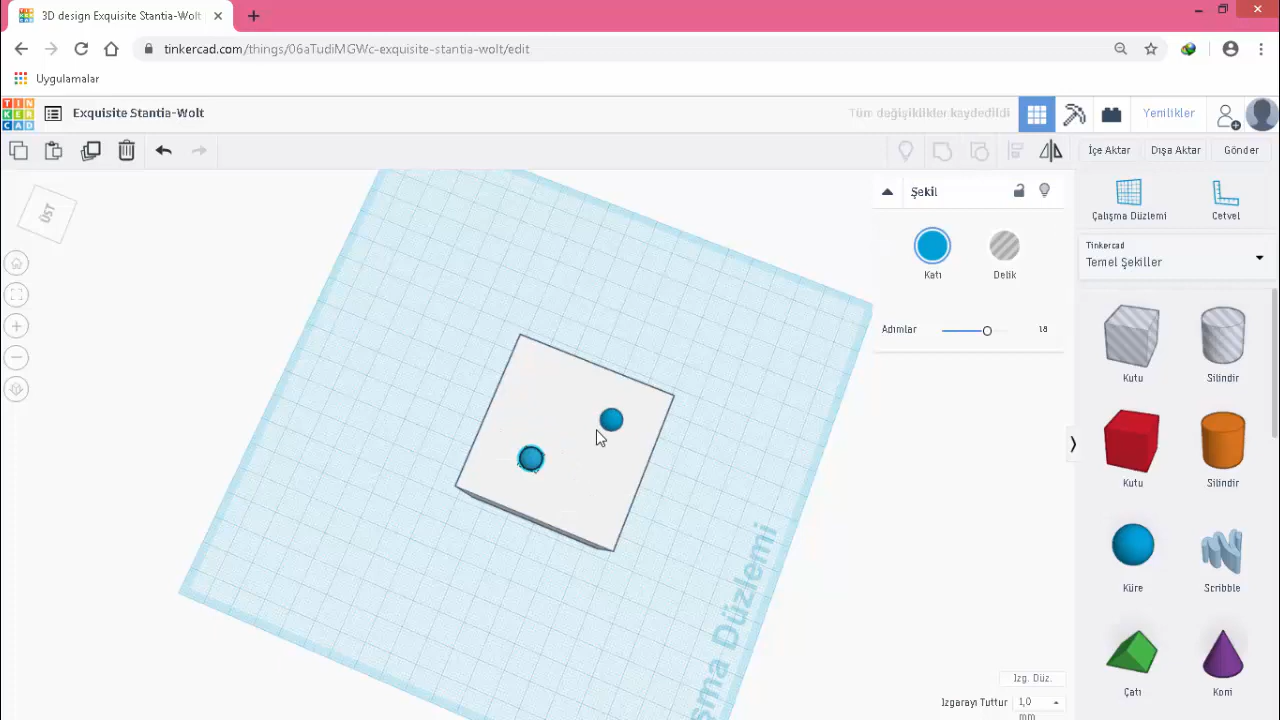 3D design Exquisite Stantia-Wolt
tinkercad.com/things/06aTudiMGWc-exquisite-stantia-wolt/edit
Uygulamalar
TIN
KER
CAD
Exquisite Stantia-Wolt
Tüm değişiklikler kaydedildi
Yenilikler
İçe Aktar
Dışa Aktar
Gönder
ÜST
Şekil
Katı
Delik
Adımlar
18
Çalışma Düzlemi
Cetvel
Tinkercad
Temel Şekiller
Kutu
Silindir
Kutu
Silindir
Küre
Scribble
Çatı
Koni
şma Düzlemi
Izg. Düz.
Izgarayı Tuttur
1,0
mm